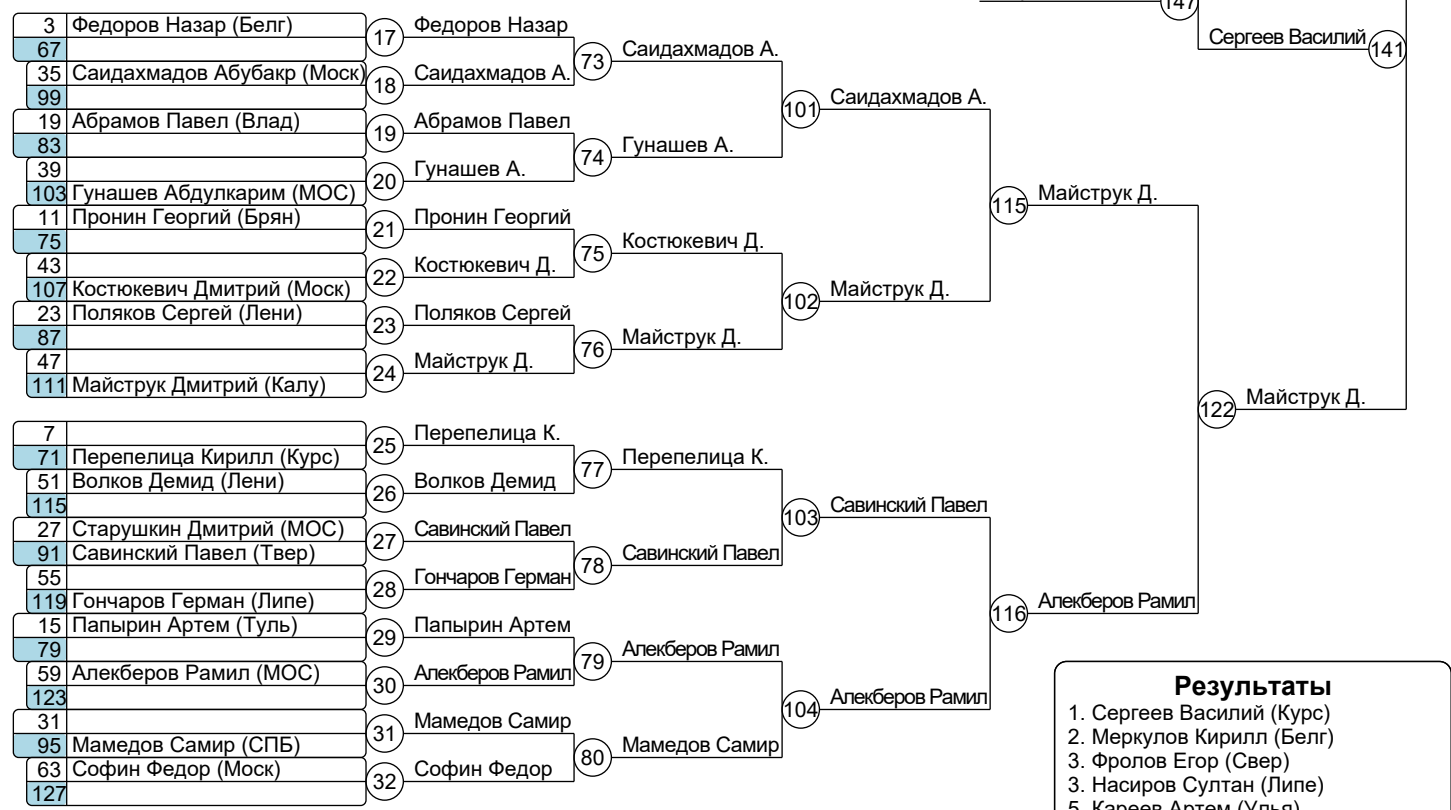 147
Сергеев Василий
141
3 Федоров Назар (Белг)
67
17
Федоров Назар
35 Саидахмадов Абубакр (Моск)
99
18
Саидахмадов А.
73
Саидахмадов А.
19 Абрамов Павел (Влад)
83
19
Абрамов Павел
39
103 Гунашев Абдулкарим (МОС)
20
Гунашев А.
74
Гунашев А.
101
Саидахмадов А.
11 Пронин Георгий (Брян)
75
21
Пронин Георгий
43
107 Костюкевич Дмитрий (Моск)
22
Костюкевич Д.
75
Костюкевич Д.
23 Поляков Сергей (Лени)
87
23
Поляков Сергей
47
111 Майструк Дмитрий (Калу)
24
Майструк Д.
76
Майструк Д.
102
Майструк Д.
115
Майструк Д.
7
71 Перепелица Кирилл (Курс)
25
Перепелица К.
51 Волков Демид (Лени)
115
26
Волков Демид
77
Перепелица К.
27 Старушкин Дмитрий (МОС)
91 Савинский Павел (Твер)
27
Савинский Павел
55
119 Гончаров Герман (Липе)
28
Гончаров Герман
78
Савинский Павел
103
Савинский Павел
15 Папырин Артем (Туль)
79
29
Папырин Артем
59 Алекберов Рамил (МОС)
123
30
Алекберов Рамил
79
Алекберов Рамил
31
95 Мамедов Самир (СПБ)
31
Мамедов Самир
63 Софин Федор (Моск)
127
32
Софин Федор
80
Мамедов Самир
104
Алекберов Рамил
116
Алекберов Рамил
122
Майструк Д.
Результаты
1. Сергеев Василий (Курс)
2. Меркулов Кирилл (Белг)
3. Фролов Егор (Свер)
3. Насиров Султан (Липе)
5. Кареев Артем (Улья)